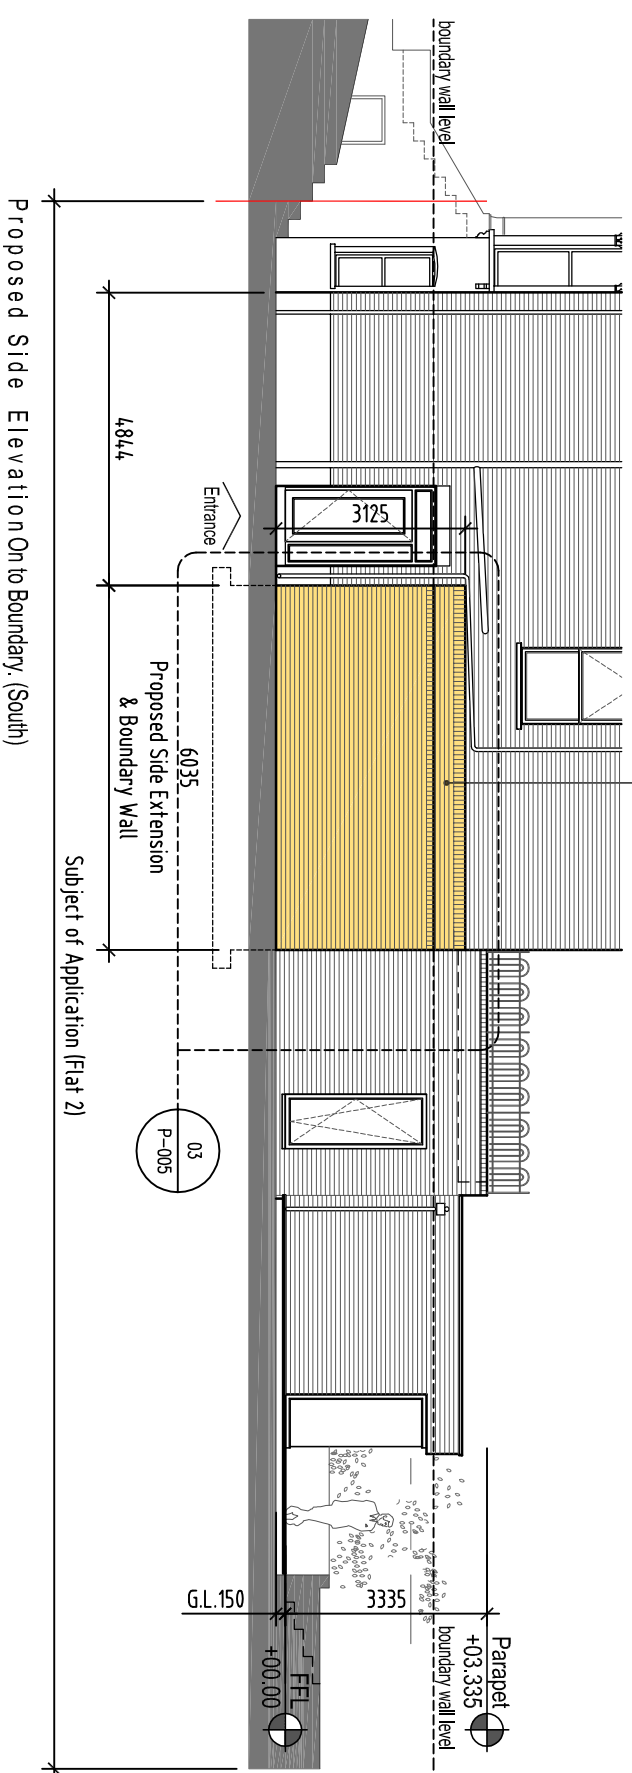 boundary wall level
3125
4844
Entrance
6035
Proposed Side Extension
& Boundary Wall
03
P-005
Subject of Application (Flat 2)
Parapet
+03.335
boundary wall level
3335
G.L.150
FFL
+00.00
Proposed Side Elevation On to Boundary. (South)